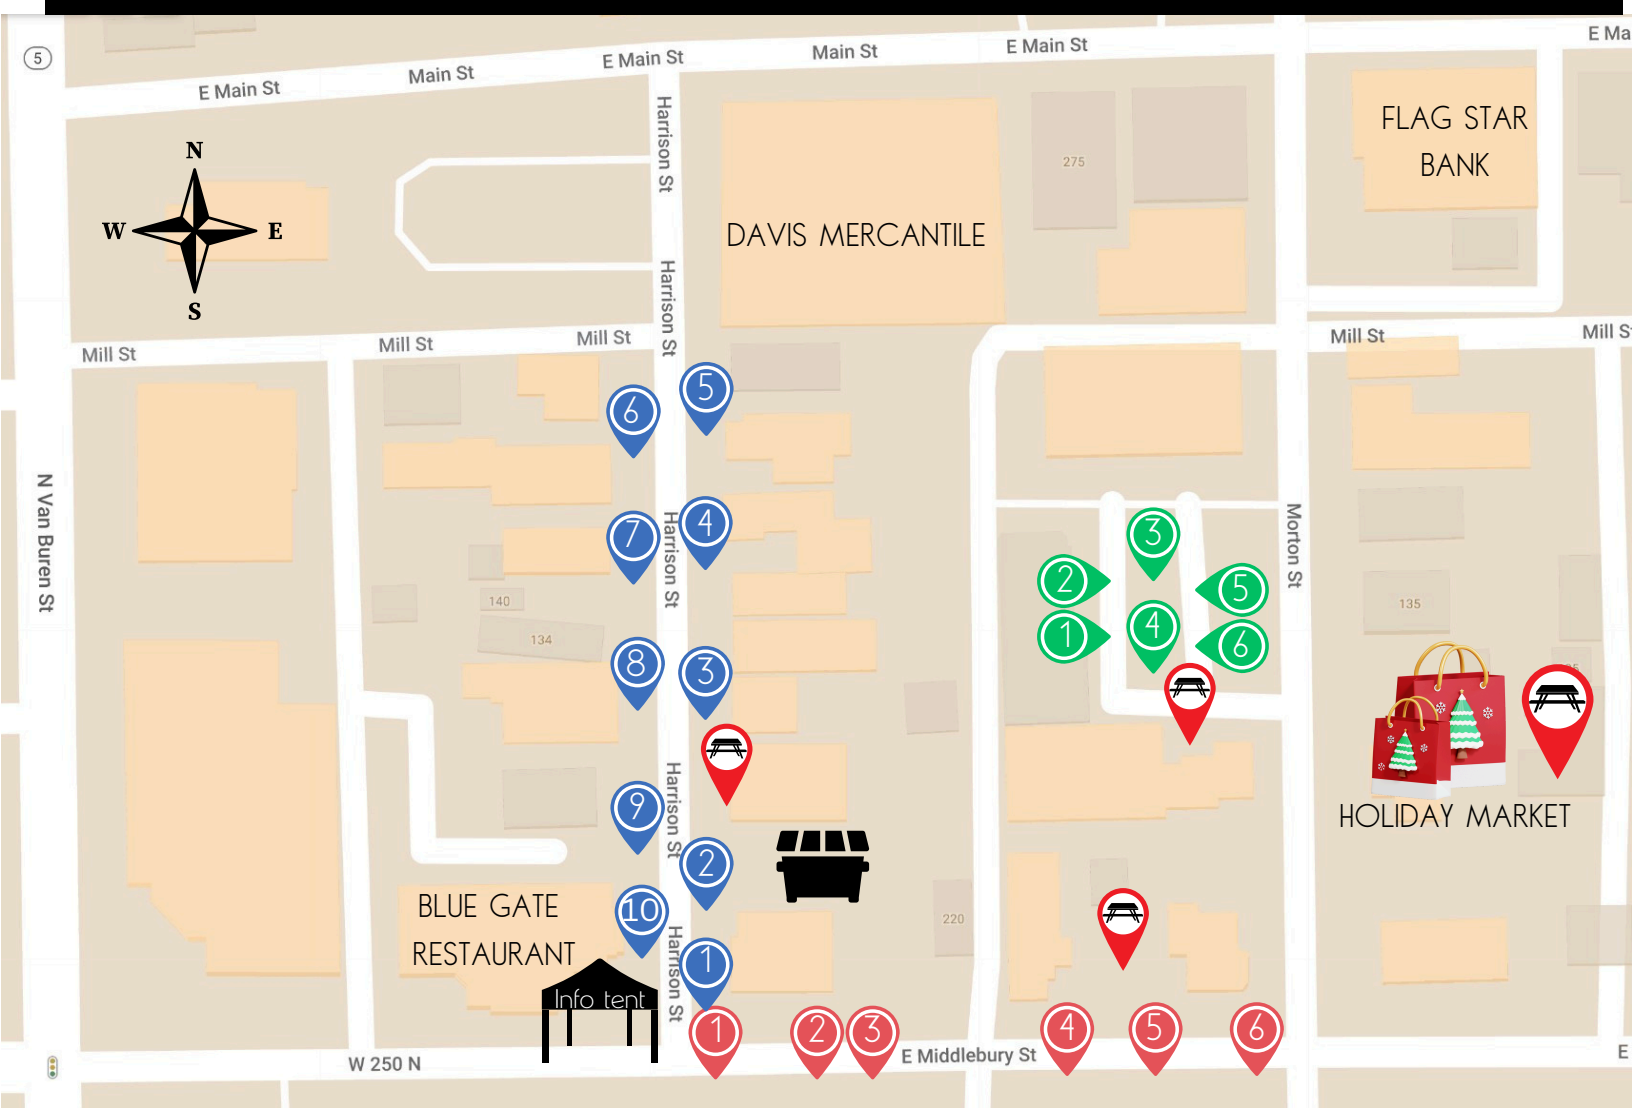 E Main St
Main St
E Main St
Main St
E Main St
E Ma
5
Harrison St
FLAG STAR
BANK
275
N
W
E
S
DAVIS MERCANTILE
Harrison St
Mill St
Mill St
Mill St
Mill St
Mill S
5
6
N Van Buren St
4
7
Harrison St
Morton St
3
2
5
1
4
6
140
134
135
8
3
Harrison St
9
2
HOLIDAY MARKET
BLUE GATE
RESTAURANT
10
220
Harrison St
1
Info tent
1
2
3
4
5
6
E Middlebury St
W 250 N
E